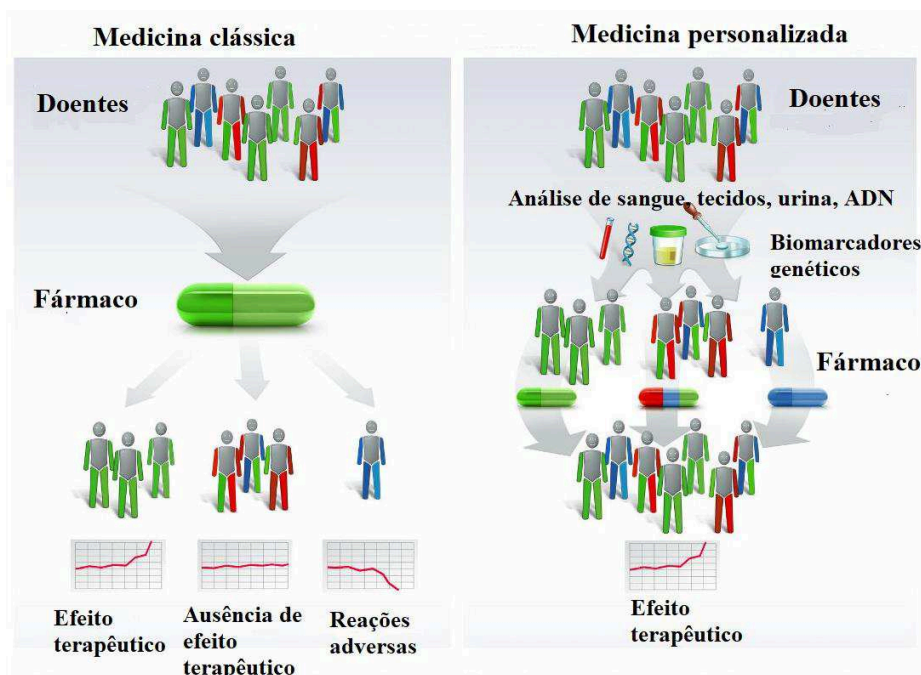 Medicina clássica
Doentes
Fármaco
Efeito
terapêutico
Ausência de
efeito
terapêutico
Reações
adversas
Medicina personalizada
Doentes
Análise de sangue, tecidos, urina, ADN
Biomarcadores
genéticos
Fármaco
Efeito
terapêutico